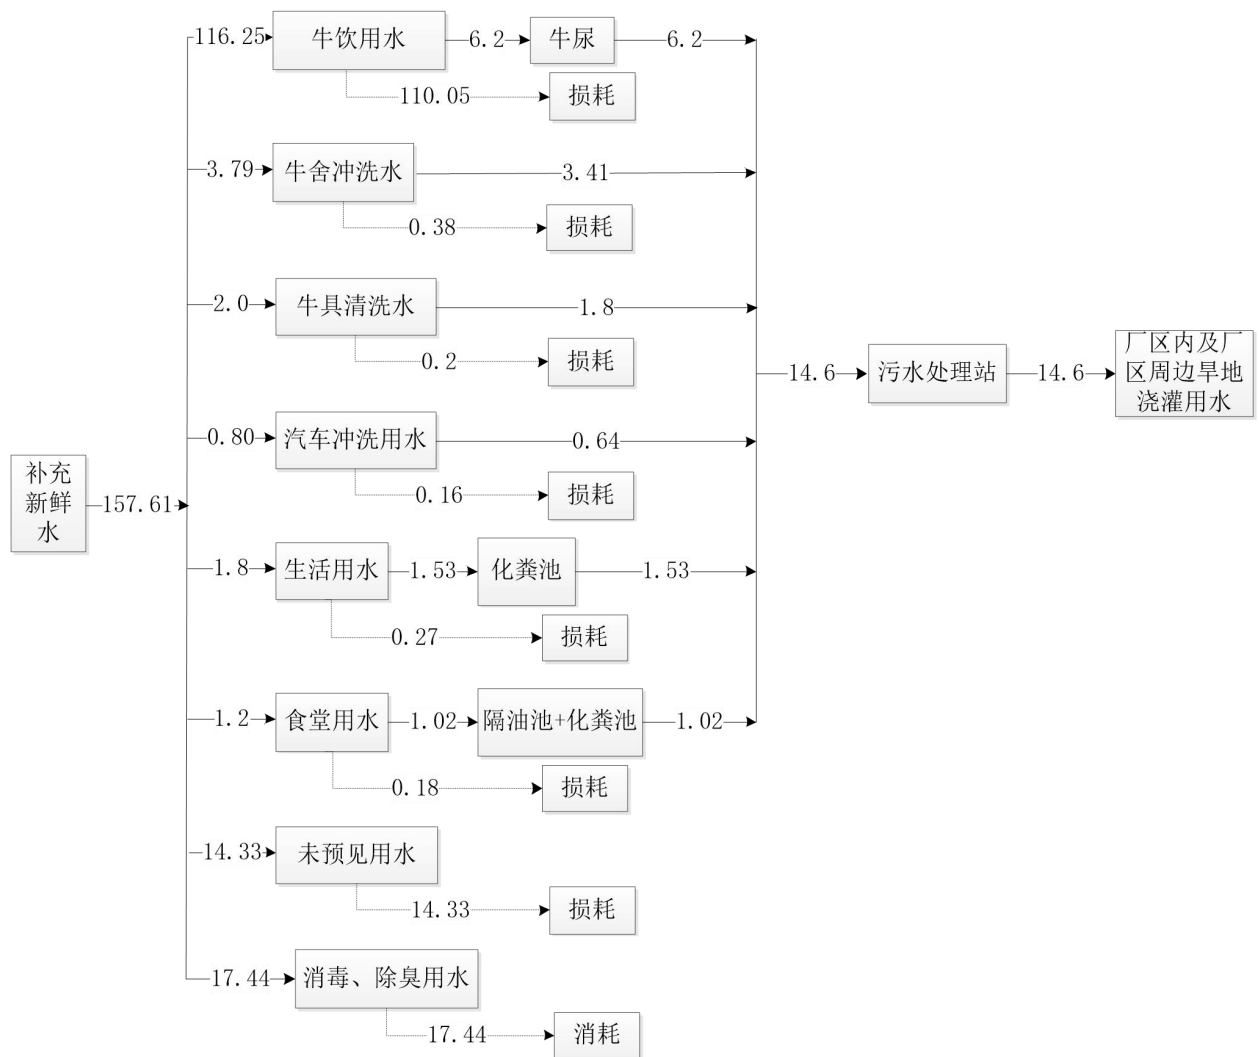 116.25
牛饮用水
6.2
牛尿
6.2
110.05
损耗
3.79
牛舍冲洗水
3.41
0.38
损耗
2.0
牛具清洗水
1.8
0.2
损耗
14.6
污水处理站
14.6
厂区内及厂
区周边旱地
浇灌用水
0.80
汽车冲洗用水
0.64
0.16
损耗
补充
新鲜
水
157.61
1.8
生活用水
1.53
化粪池
1.53
0.27
损耗
1.2
食堂用水
1.02
隔油池+化粪池
1.02
0.18
损耗
14.33
未预见用水
14.33
损耗
17.44
消毒、除臭用水
17.44
消耗